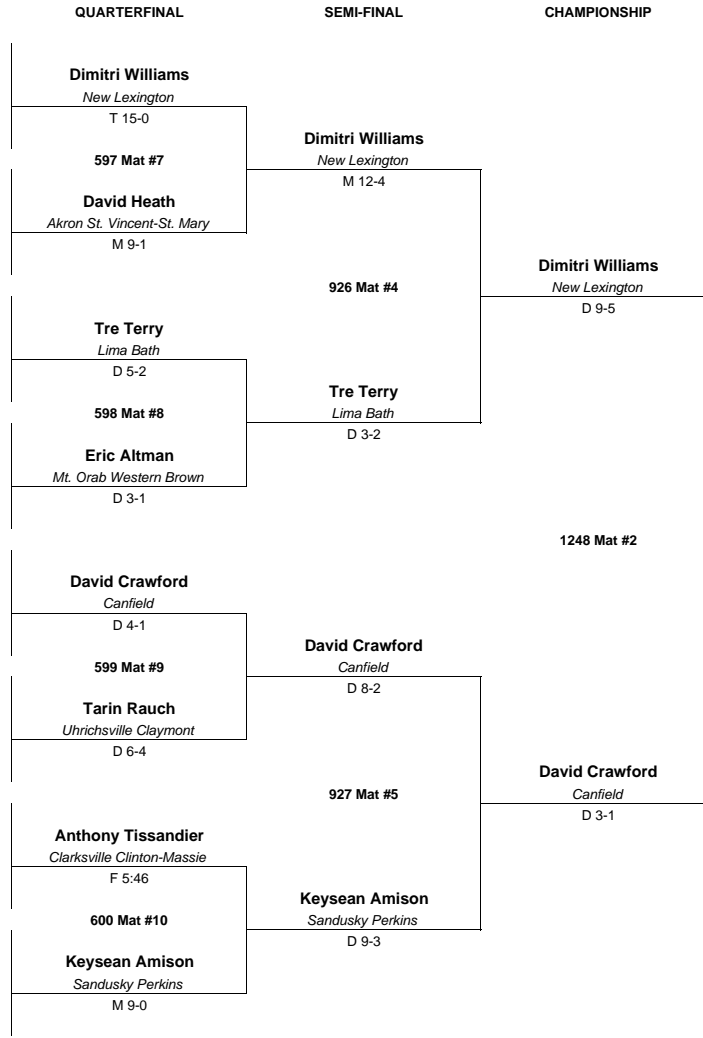 QUARTERFINAL SEMI-FINAL CHAMPIONSHIP
Dimitri Williams
New Lexington
T 15-0
Dimitri Williams
597 Mat #7
New Lexington
M 12-4
David Heath
Akron St. Vincent-St. Mary
M 9-1
Dimitri Williams
926 Mat #4
New Lexington
D 9-5
Tre Terry
Lima Bath
D 5-2
Tre Terry
598 Mat #8
Lima Bath
D 3-2
Eric Altman
Mt. Orab Western Brown
D 3-1
1248 Mat #2
David Crawford
Canfield
D 4-1
David Crawford
599 Mat #9
Canfield
D 8-2
Tarin Rauch
Uhrichsville Claymont
D 6-4
David Crawford
927 Mat #5
Canfield
D 3-1
Anthony Tissandier
Clarksville Clinton-Massie
F 5:46
Keysean Amison
600 Mat #10
Sandusky Perkins
D 9-3
Keysean Amison
Sandusky Perkins
M 9-0